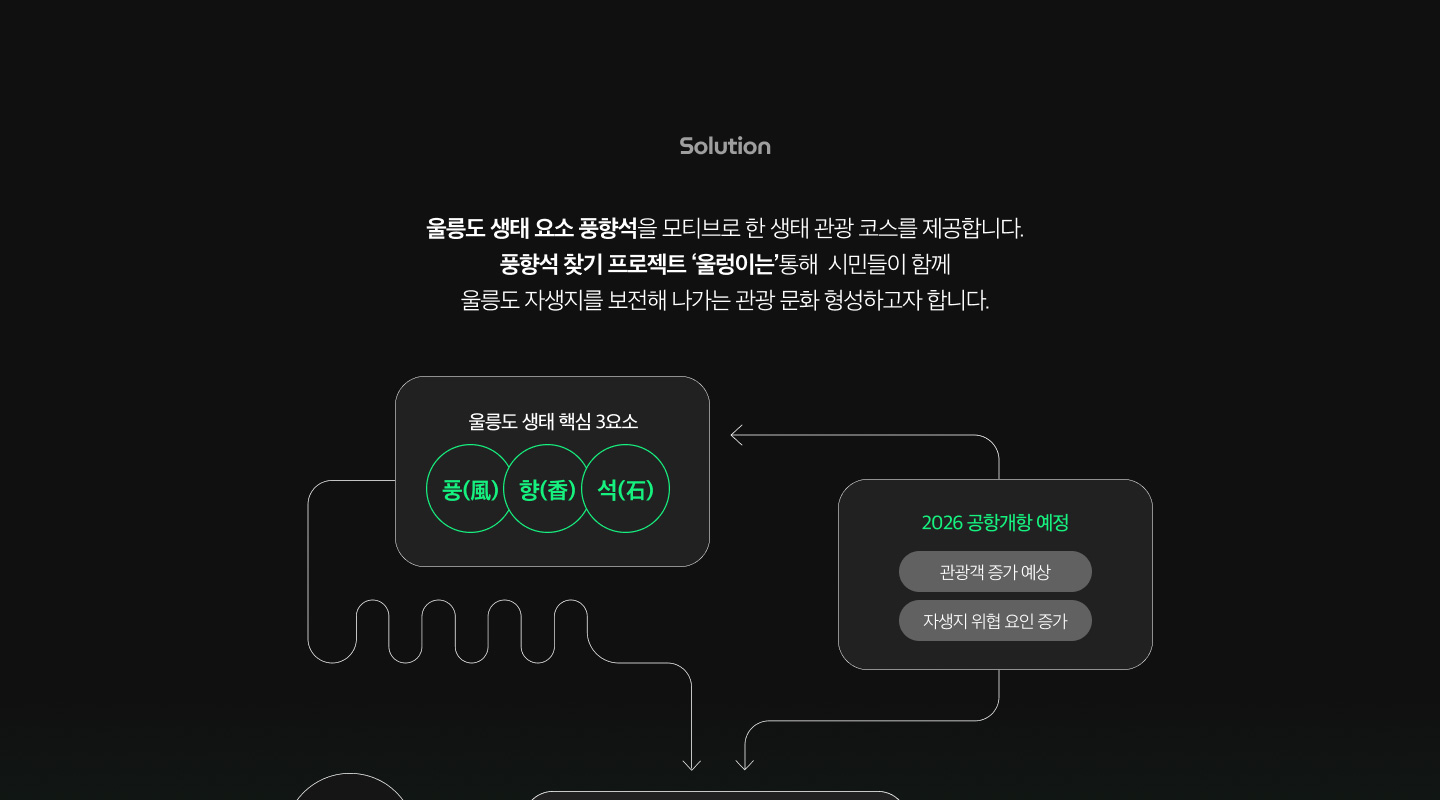 Solution
울릉도 생태 요소 풍향석을 모티브로 한 생태 관광 코스를 제공합니다.
풍향석 찾기 프로젝트 ‘울렁이는’통해 시민들이 함께
울릉도 자생지를 보전해 나가는 관광 문화 형성하고자 합니다.
울릉도 생태 핵심 3요소
풍(風) 향(香) 석(石)
2026 공항개항 예정
관광객 증가 예상
자생지 위협 요인 증가